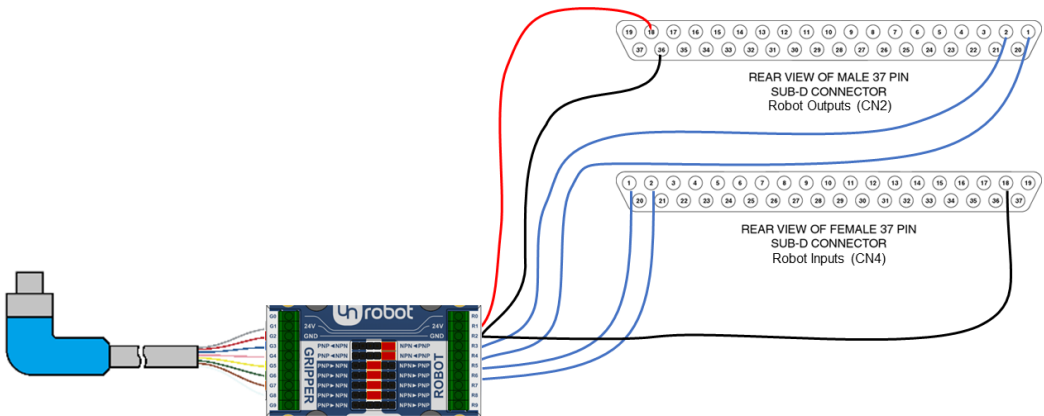 19 18 17 16 15 14 13 12 11 10 9 8 7 6 5 4 3 2 1
37 36 35 34 33 32 31 30 29 28 27 26 25 24 23 22 21 20
REAR VIEW OF MALE 37 PIN
SUB-D CONNECTOR
Robot Outputs (CN2)
1 2 3 4 5 6 7 8 9 10 11 12 13 14 15 16 17 18 19
20 21 22 23 24 25 26 27 28 29 30 31 32 33 34 35 36 37
REAR VIEW OF FEMALE 37 PIN
SUB-D CONNECTOR
Robot Inputs (CN4)
robot
G0 R0
G1 24V 24V R1
G2 GND GND R2
G3 PNP◄NPN NPN◄PNP R3
G4 PNP◄NPN NPN◄PNP R4
G5 PNP►NPN NPN►PNP R5
G6 PNP►NPN NPN►PNP R6
G7 PNP►NPN NPN►PNP R7
G8 PNP►NPN NPN►PNP R8
GRIPPER
ROBOT